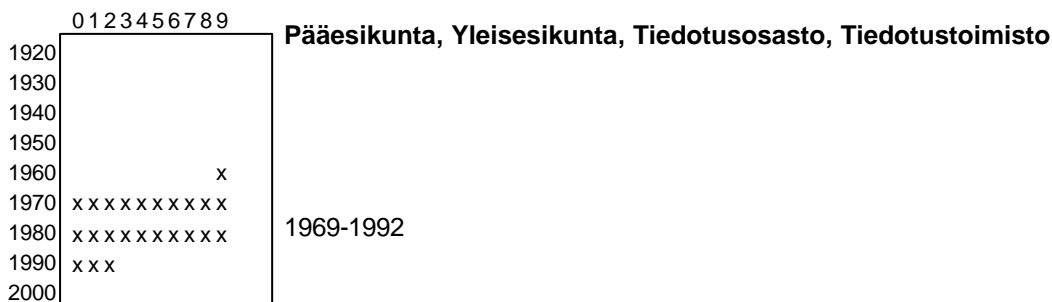 0123456789
Pääesikunta, Yleisesikunta, Tiedotusosasto, Tiedotustoimisto
1920
1930
1940
1950
1960 x
1970 xxxxxxxxxx
1980 xxxxxxxxxx
1969-1992
1990 xxx
2000